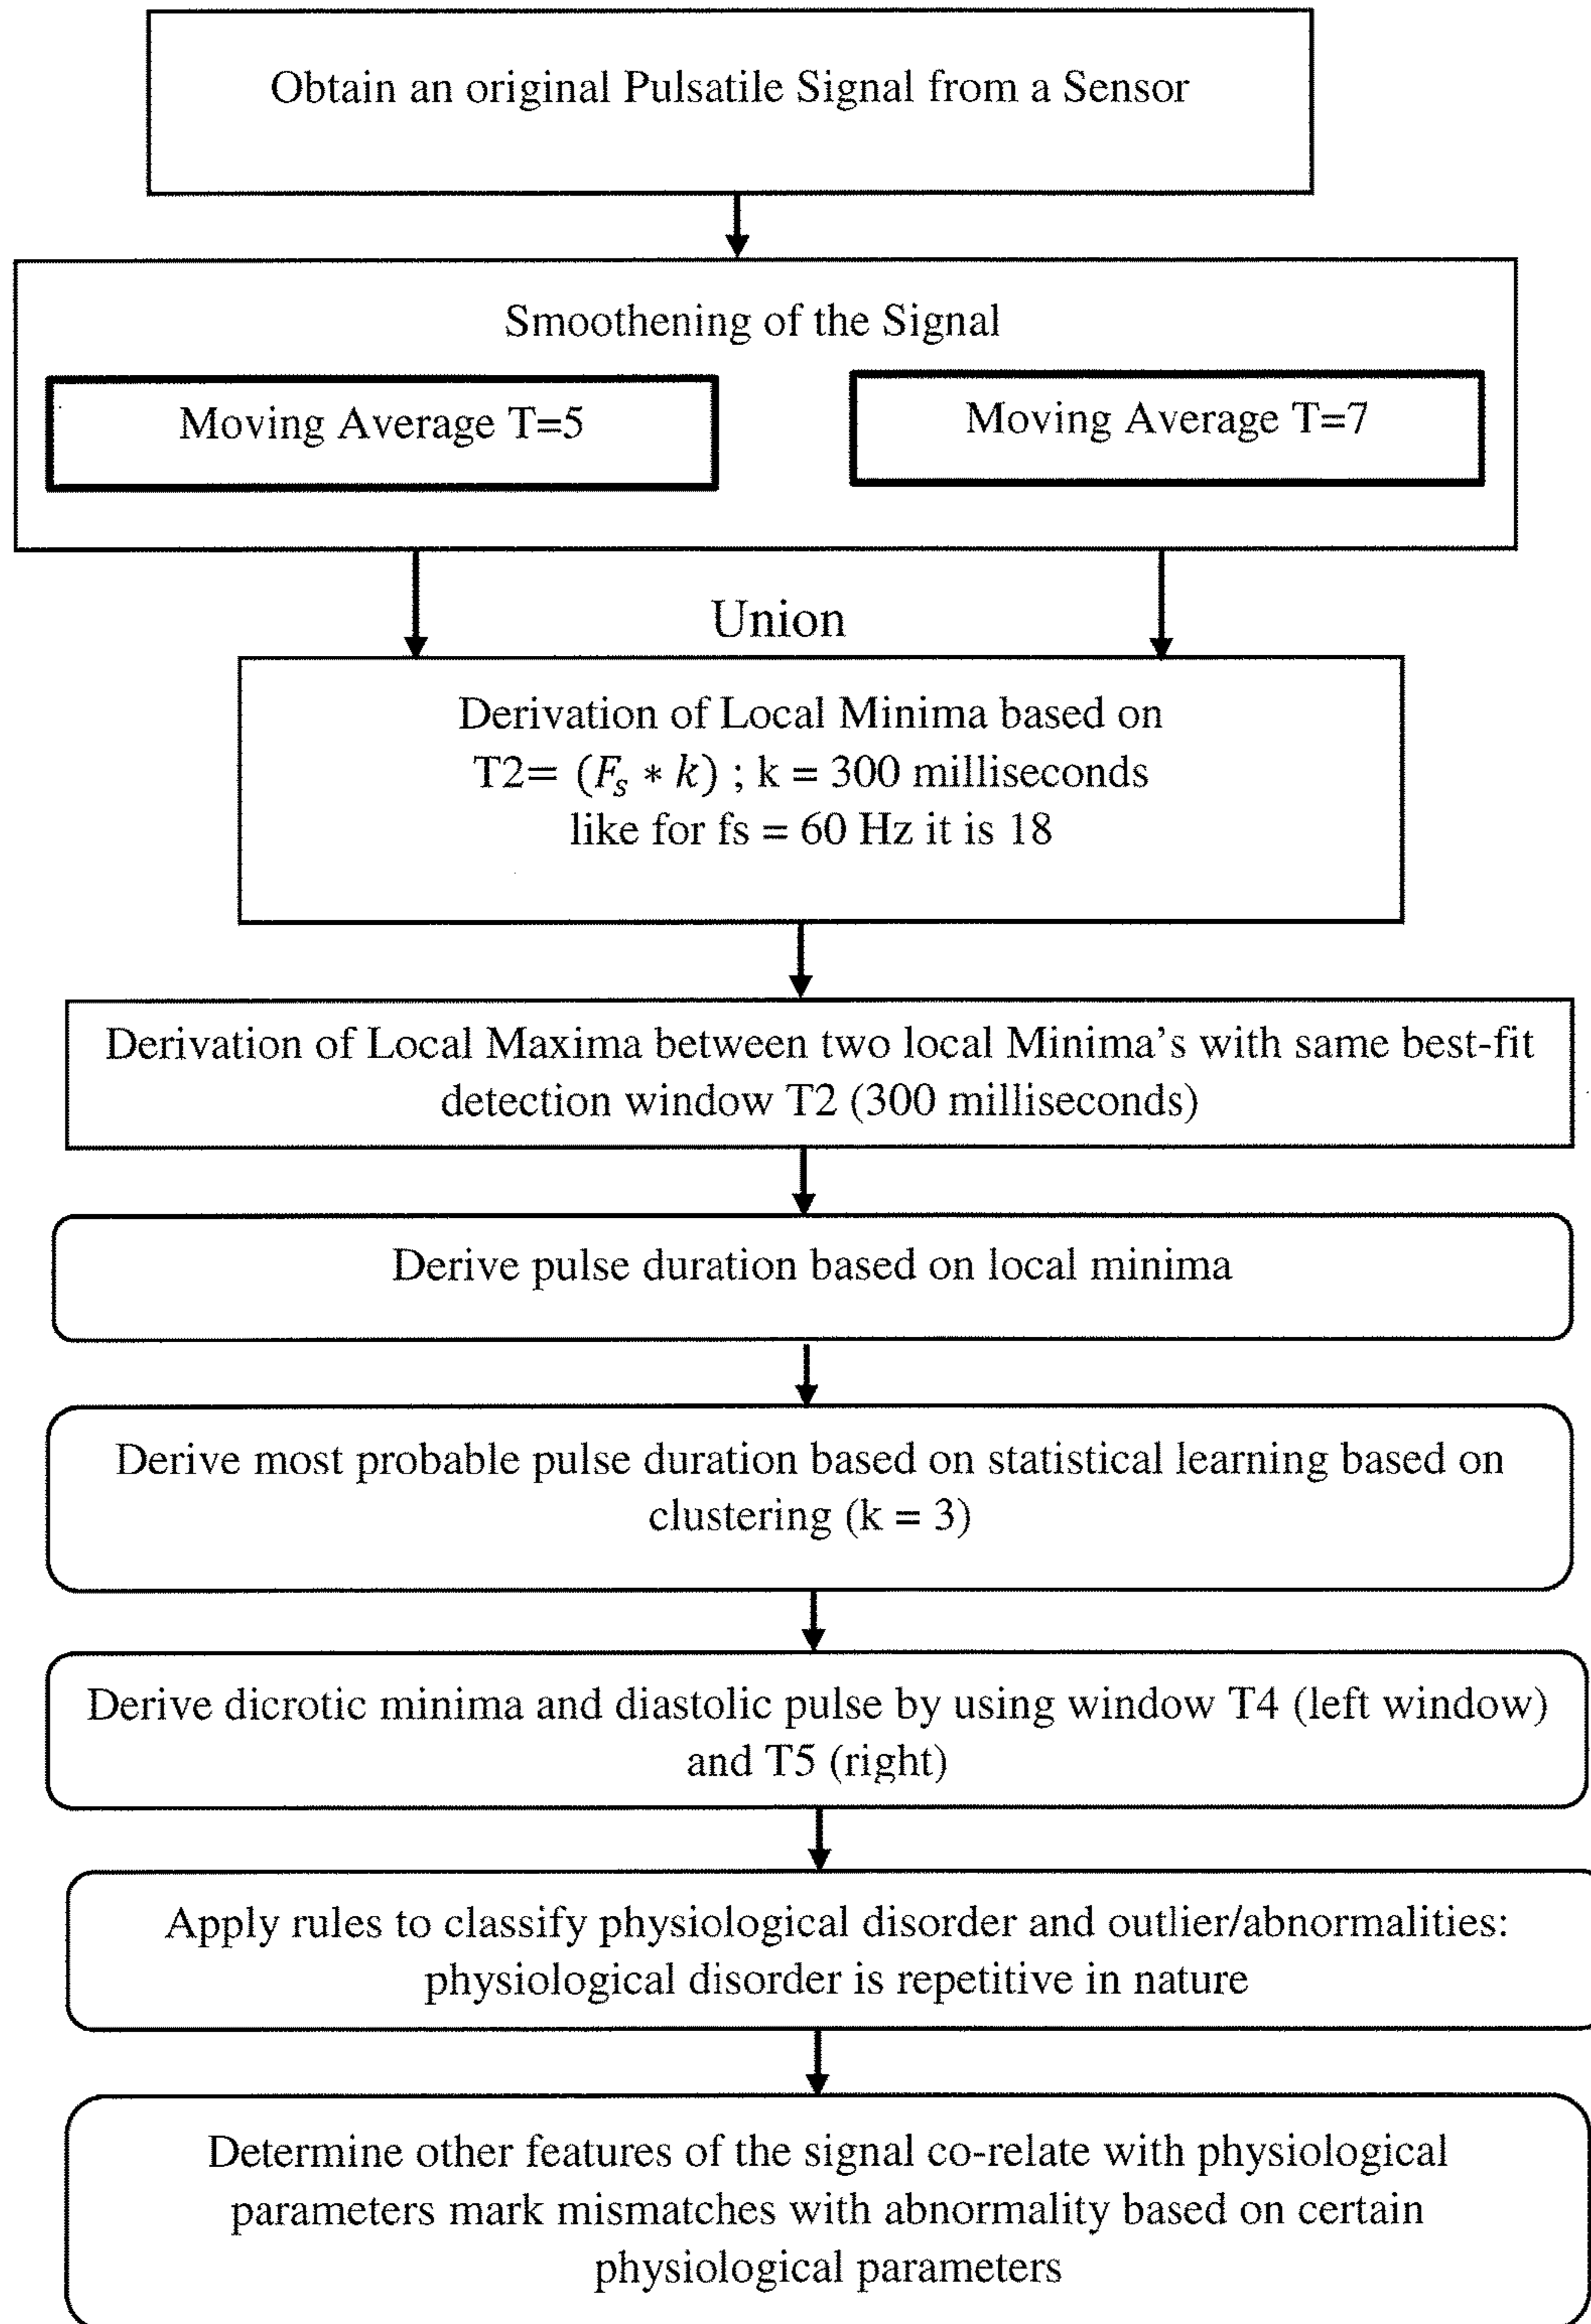 Obtain an original Pulsatile Signal from a Sensor
Smoothening of the Signal
Moving Average T=5
Moving Average T=7
Union
Derivation of Local Minima based on
T2= (Fₛ * k) ; k = 300 milliseconds
like for fs = 60 Hz it is 18
Derivation of Local Maxima between two local Minima's with same best-fit
detection window T2 (300 milliseconds)
Derive pulse duration based on local minima
Derive most probable pulse duration based on statistical learning based on
clustering (k = 3)
Derive dicrotic minima and diastolic pulse by using window T4 (left window)
and T5 (right)
Apply rules to classify physiological disorder and outlier/abnormalities:
physiological disorder is repetitive in nature
Determine other features of the signal co-relate with physiological
parameters mark mismatches with abnormality based on certain
physiological parameters